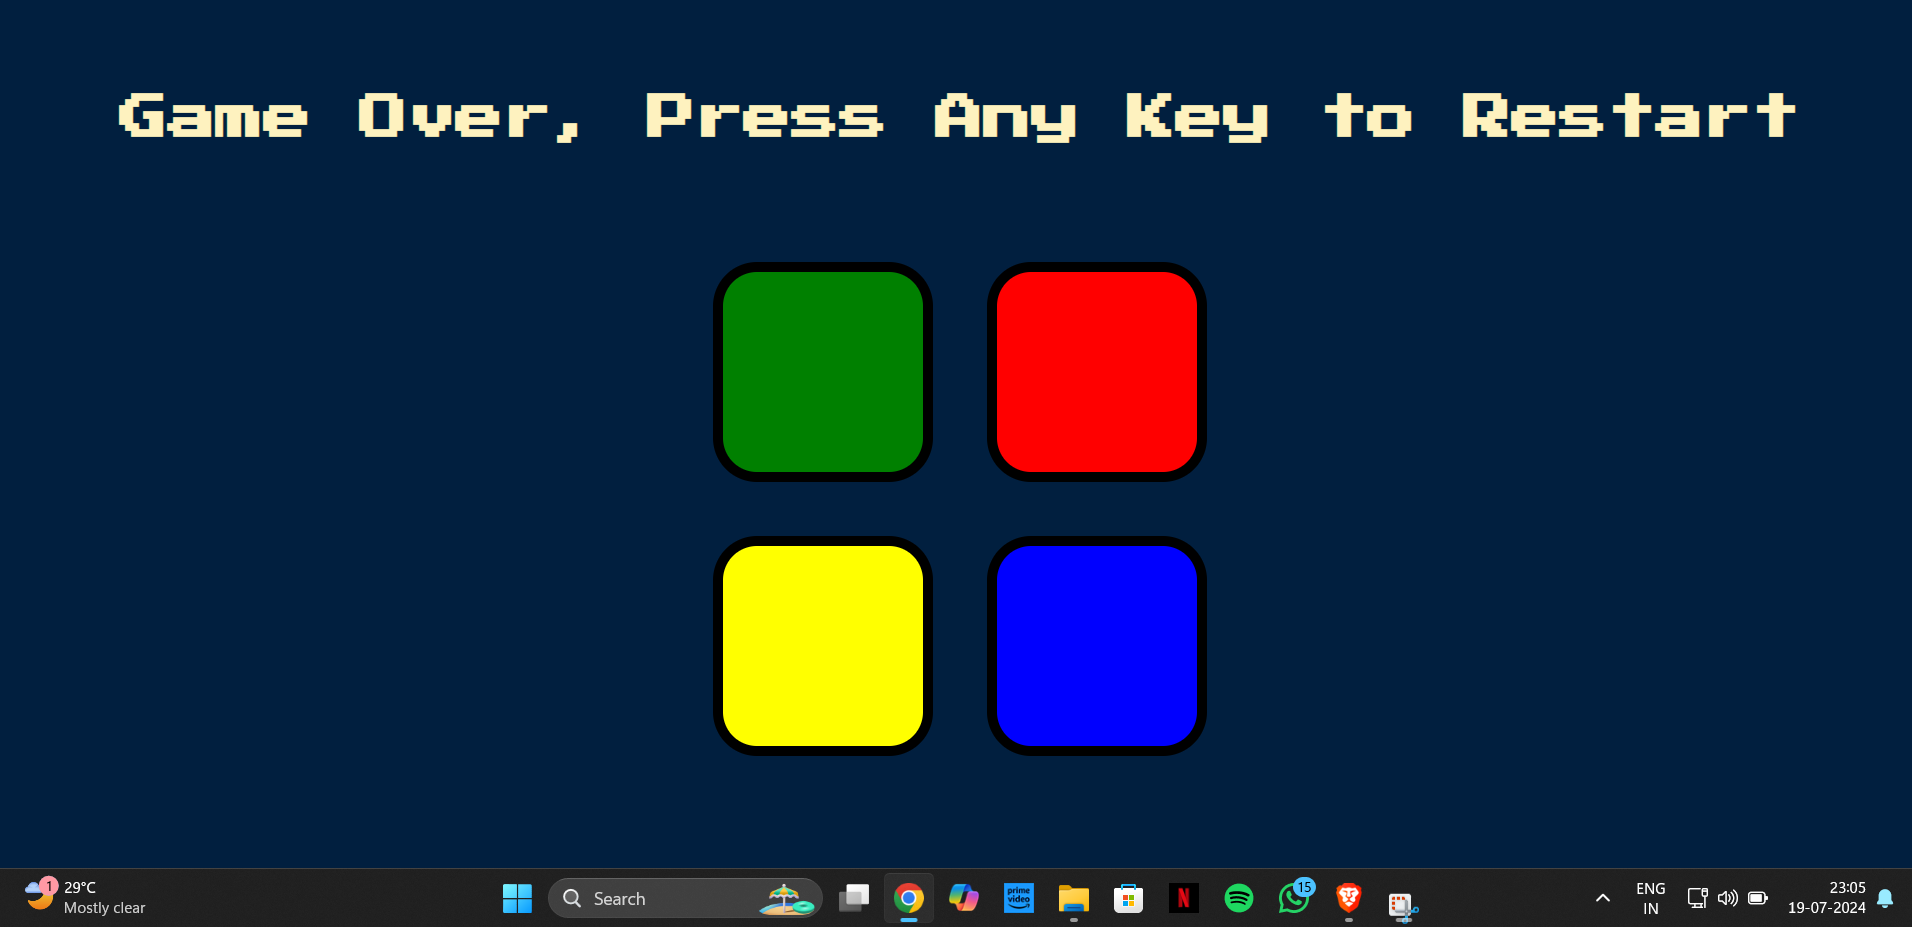 Game Over, Press Any Key to Restart
1
29°C
Mostly clear
Search
prime
video
N
15
ENG
IN
23:05
19-07-2024